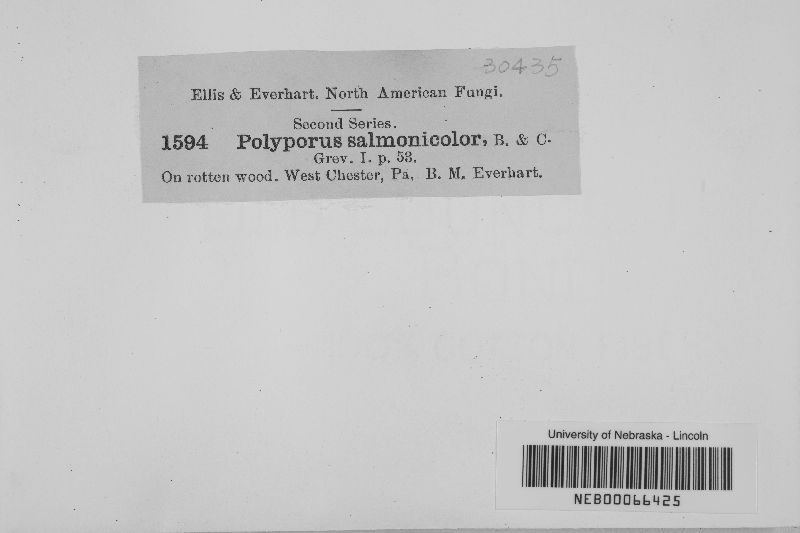 30435
Ellis & Everhart. North American Fungi.
Second Series.
1594 Polyporus salmonicolor, B. & C.
Grev. I. p. 53.
On rotten wood. West Chester, Pa, B. M. Everhart.
University of Nebraska - Lincoln
NEB00066425